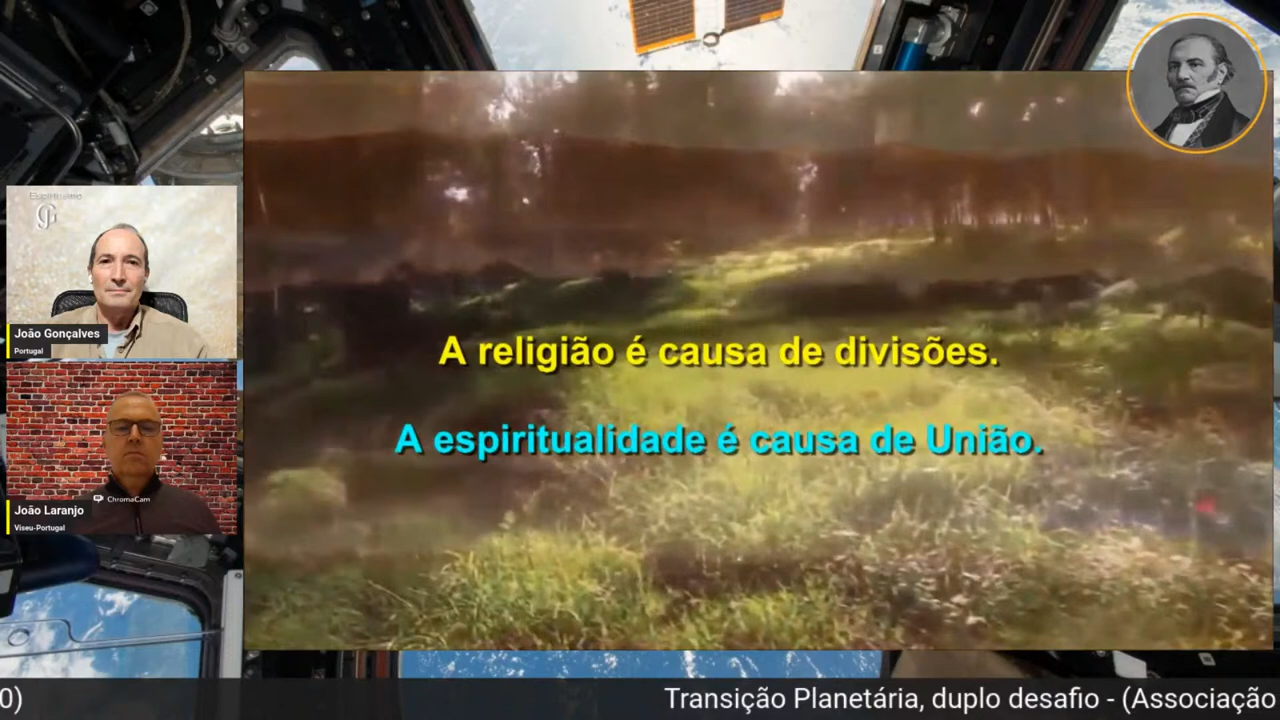 Espiritismo
João Gonçalves
Portugal
ChromaCam
João Laranjo
Viseu-Portugal
A religião é causa de divisões.
A espiritualidade é causa de União.
0)
Transição Planetária, duplo desafio - (Associação